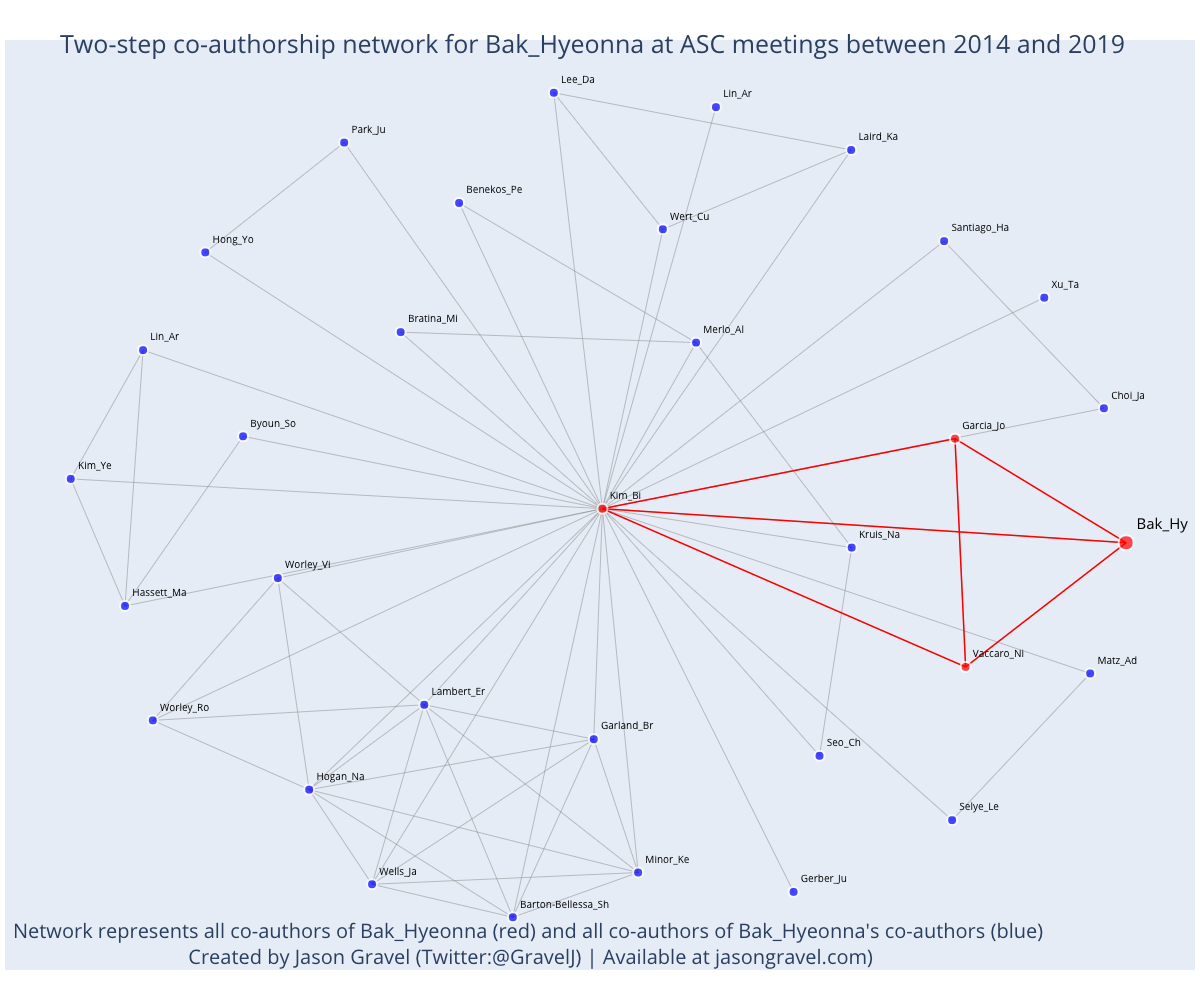 Two-step co-authorship network for Bak_Hyeonna at ASC meetings between 2014 and 2019
Lee_Da
Lin_Ar
Park_Ju
Laird_Ka
Benekos_Pe
Wert_Cu
Santiago_Ha
Hong_Yo
Xu_Ta
Bratina_Mi
Merlo_Al
Lin_Ar
Choi_Ja
Byoun_So
Garcia_Jo
Kim_Ye
Kim_Bi
Bak_Hy
Kruis_Na
Worley_Vi
Hassett_Ma
Vaccaro_Ni
Matz_Ad
Lambert_Er
Worley_Ro
Garland_Br
Seo_Ch
Hogan_Na
Selye_Le
Minor_Ke
Wells_Ja
Gerber_Ju
Barton-Bellessa_Sh
Network represents all co-authors of Bak_Hyeonna (red) and all co-authors of Bak_Hyeonna's co-authors (blue)
Created by Jason Gravel (Twitter:@GravelJ) | Available at jasongravel.com)